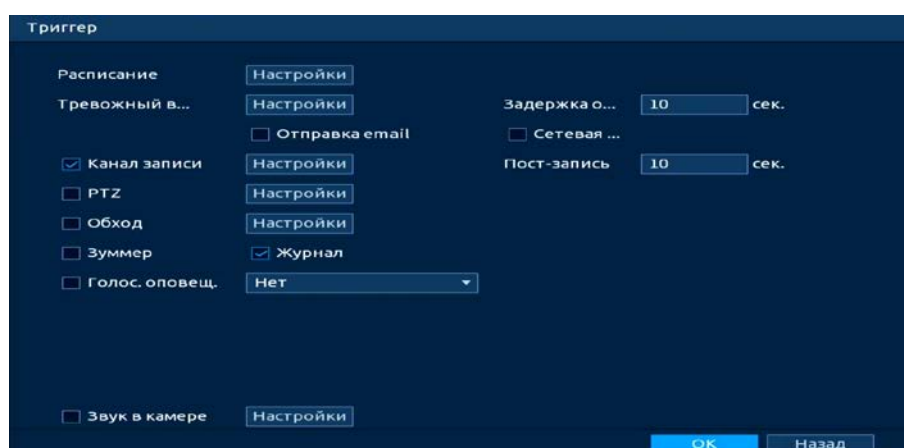 Триггер
Расписание Настройки
Тревожный в... Настройки Задержка о... 10 сек.
Отправка email Сетевая ...
Канал записи Настройки Пост-запись 10 сек.
PTZ Настройки
Обход Настройки
Зуммер Журнал
Голос. оповещ. Нет
Звук в камере Настройки
OK Назад